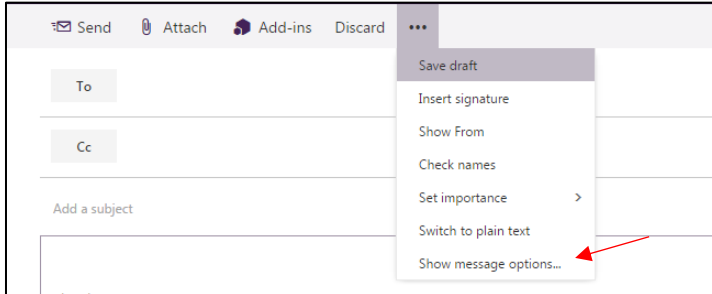 Send Attach Add-ins Discard •••
Save draft
To
Insert signature
Show From
Cc
Check names
Set importance >
Add a subject
Switch to plain text
Show message options...